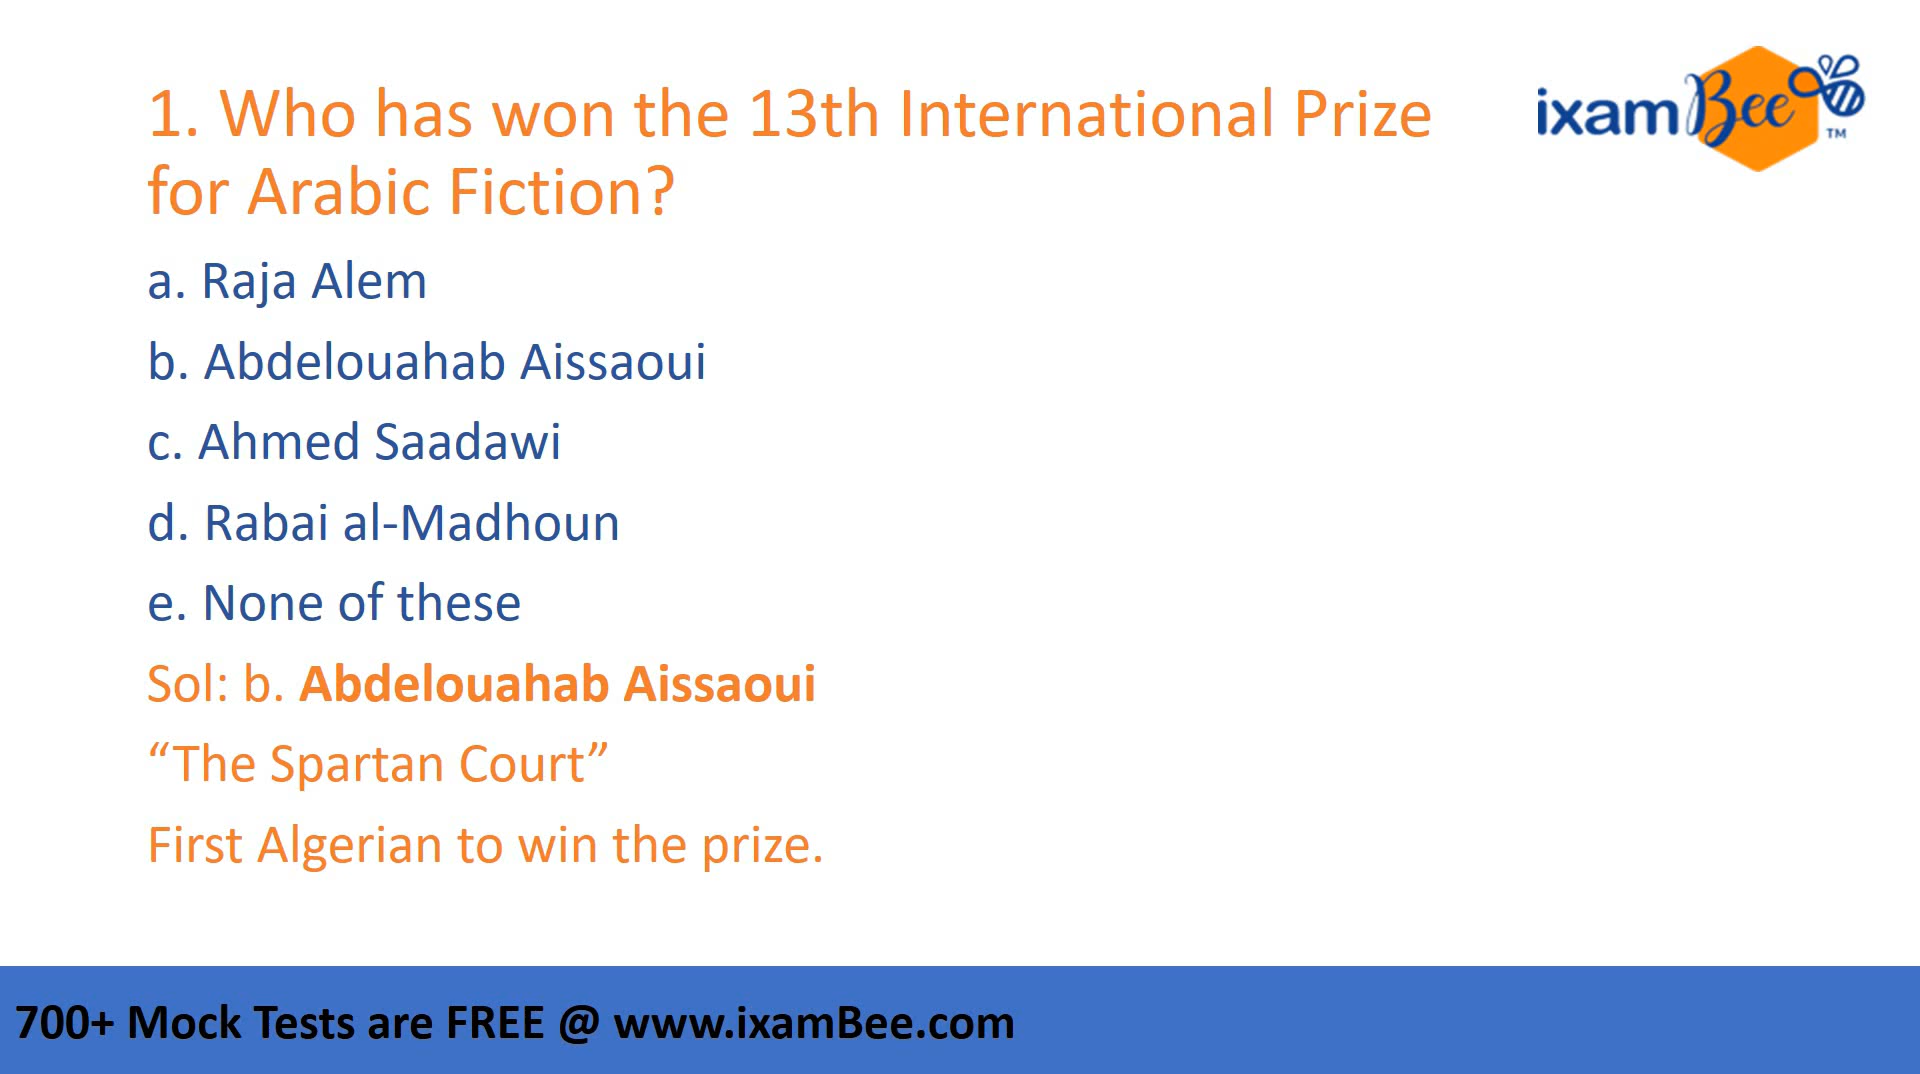 1. Who has won the 13th International Prize
for Arabic Fiction?
ixamBee™
a. Raja Alem
b. Abdelouahab Aissaoui
c. Ahmed Saadawi
d. Rabai al-Madhoun
e. None of these
Sol: b. Abdelouahab Aissaoui
“The Spartan Court”
First Algerian to win the prize.
700+ Mock Tests are FREE @ www.ixamBee.com